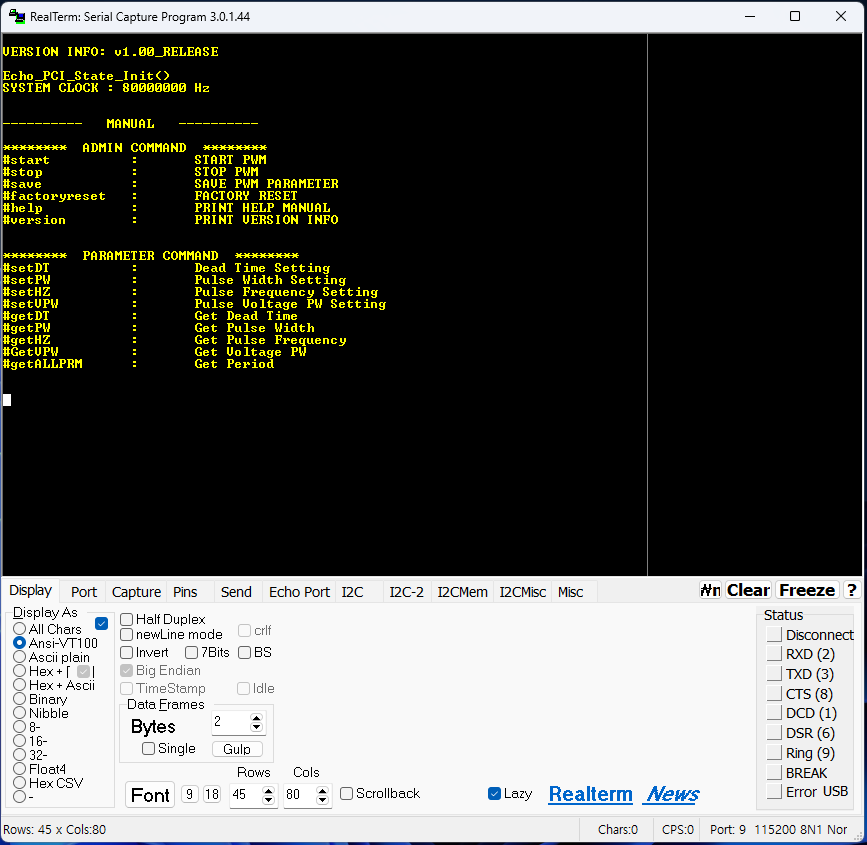 RealTerm: Serial Capture Program 3.0.1.44
VERSION INFO: v1.00_RELEASE
Echo_PCI_State_Init()
SYSTEM CLOCK : 80000000 Hz
---------- MANUAL ----------
******** ADMIN COMMAND ********
#start : START PWM
#stop : STOP PWM
#save : SAVE PWM PARAMETER
#factoryreset : FACTORY RESET
#help : PRINT HELP MANUAL
#version : PRINT VERSION INFO
******** PARAMETER COMMAND ********
#setDT : Dead Time Setting
#setPW : Pulse Width Setting
#setHZ : Pulse Frequency Setting
#setVPW : Pulse Voltage PW Setting
#getDT : Get Dead Time
#getPW : Get Pulse Width
#getHZ : Get Pulse Frequency
#GetVPW : Get Voltage PW
#getALLPRM : Get Period
Display Port Capture Pins Send Echo Port I2C I2C-2 I2CMem I2CMisc Misc \n Clear Freeze ?
Display As
All Chars
Ansi-VT100
Ascii plain
Hex + [ ]
Hex + Ascii
Binary
Nibble
8-
16-
32-
Float4
Hex CSV
-
Half Duplex
newLine mode crlf
Invert 7Bits BS
Big Endian
TimeStamp Idle
Data Frames
Bytes 2
Single Gulp
Rows Cols
Font 9 18 45 80 Scrollback Lazy Realterm News
Status
Disconnect
RXD (2)
TXD (3)
CTS (8)
DCD (1)
DSR (6)
Ring (9)
BREAK
Error USB
Rows: 45 x Cols:80 Chars:0 CPS:0 Port: 9 115200 8N1 Nor